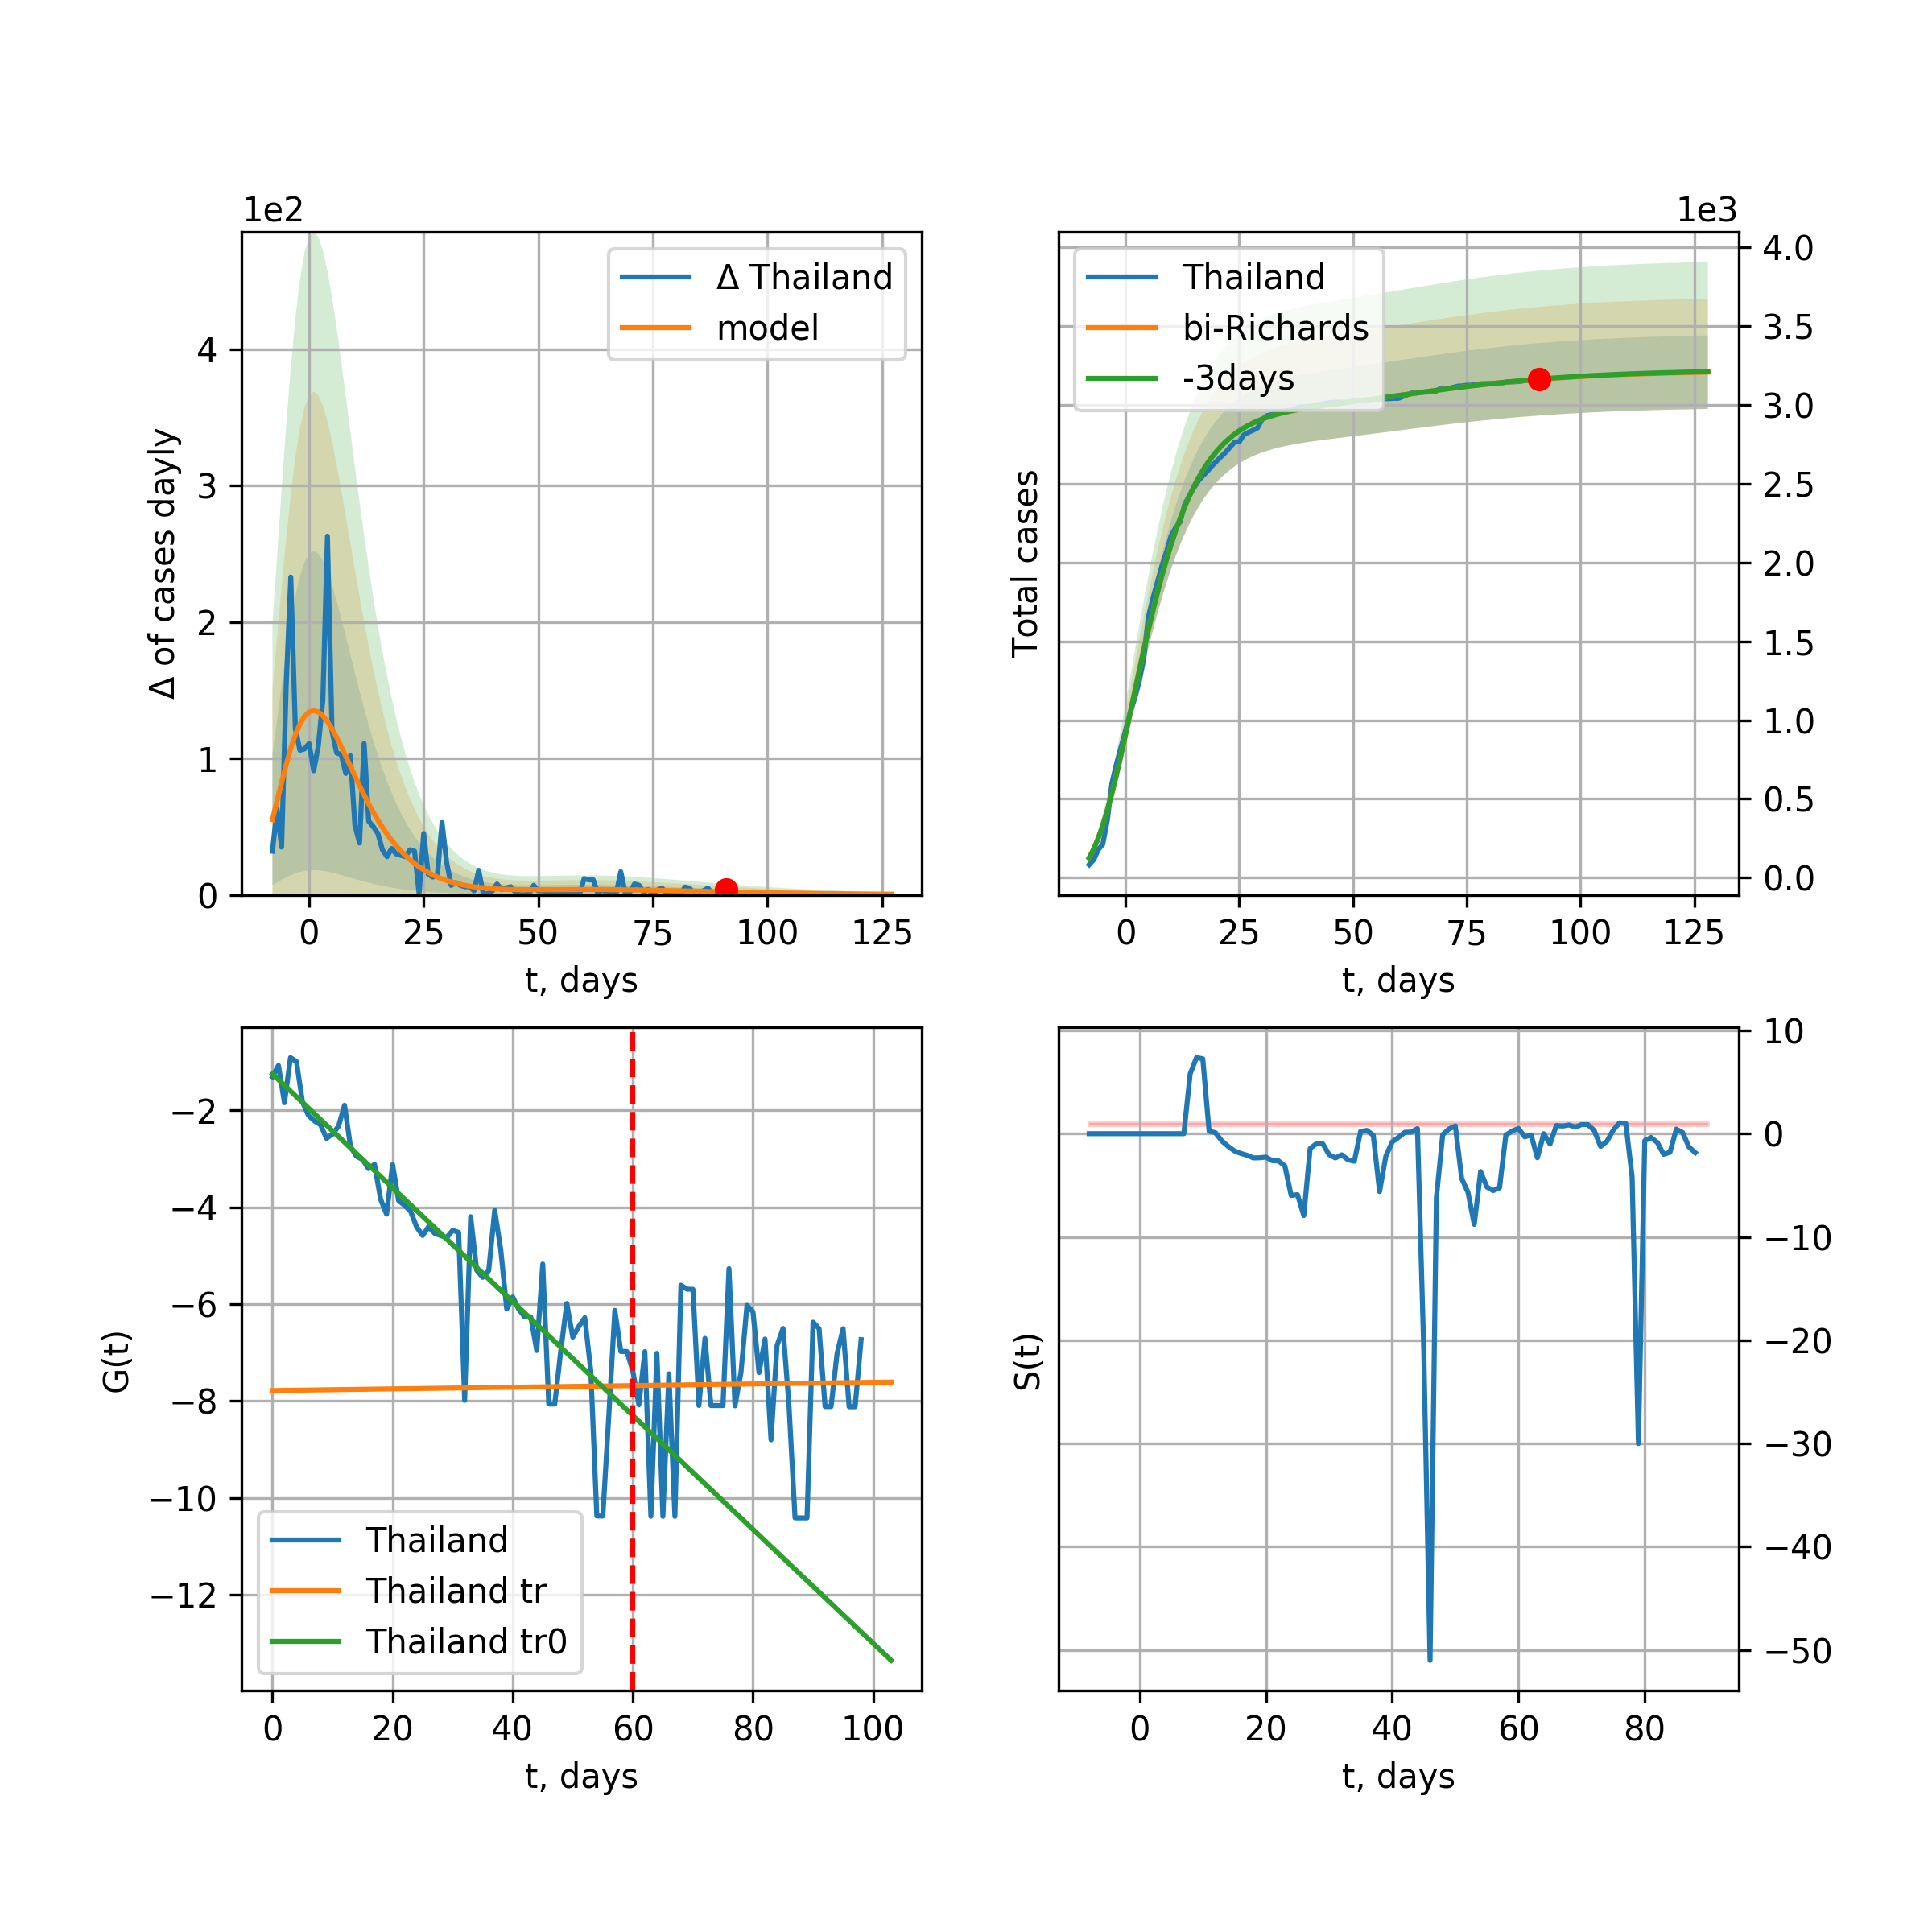 1e2
Δ Thailand
model
Δ of cases dayly
4
3
2
1
0
0 25 50 75 100 125
t, days
1e3
Thailand
bi-Richards
-3days
Total cases
4.0
3.5
3.0
2.5
2.0
1.5
1.0
0.5
0.0
0 25 50 75 100 125
t, days
G(t)
−2
−4
−6
−8
−10
−12
Thailand
Thailand tr
Thailand tr0
0 20 40 60 80 100
t, days
S(t)
10
0
−10
−20
−30
−40
−50
0 20 40 60 80
t, days